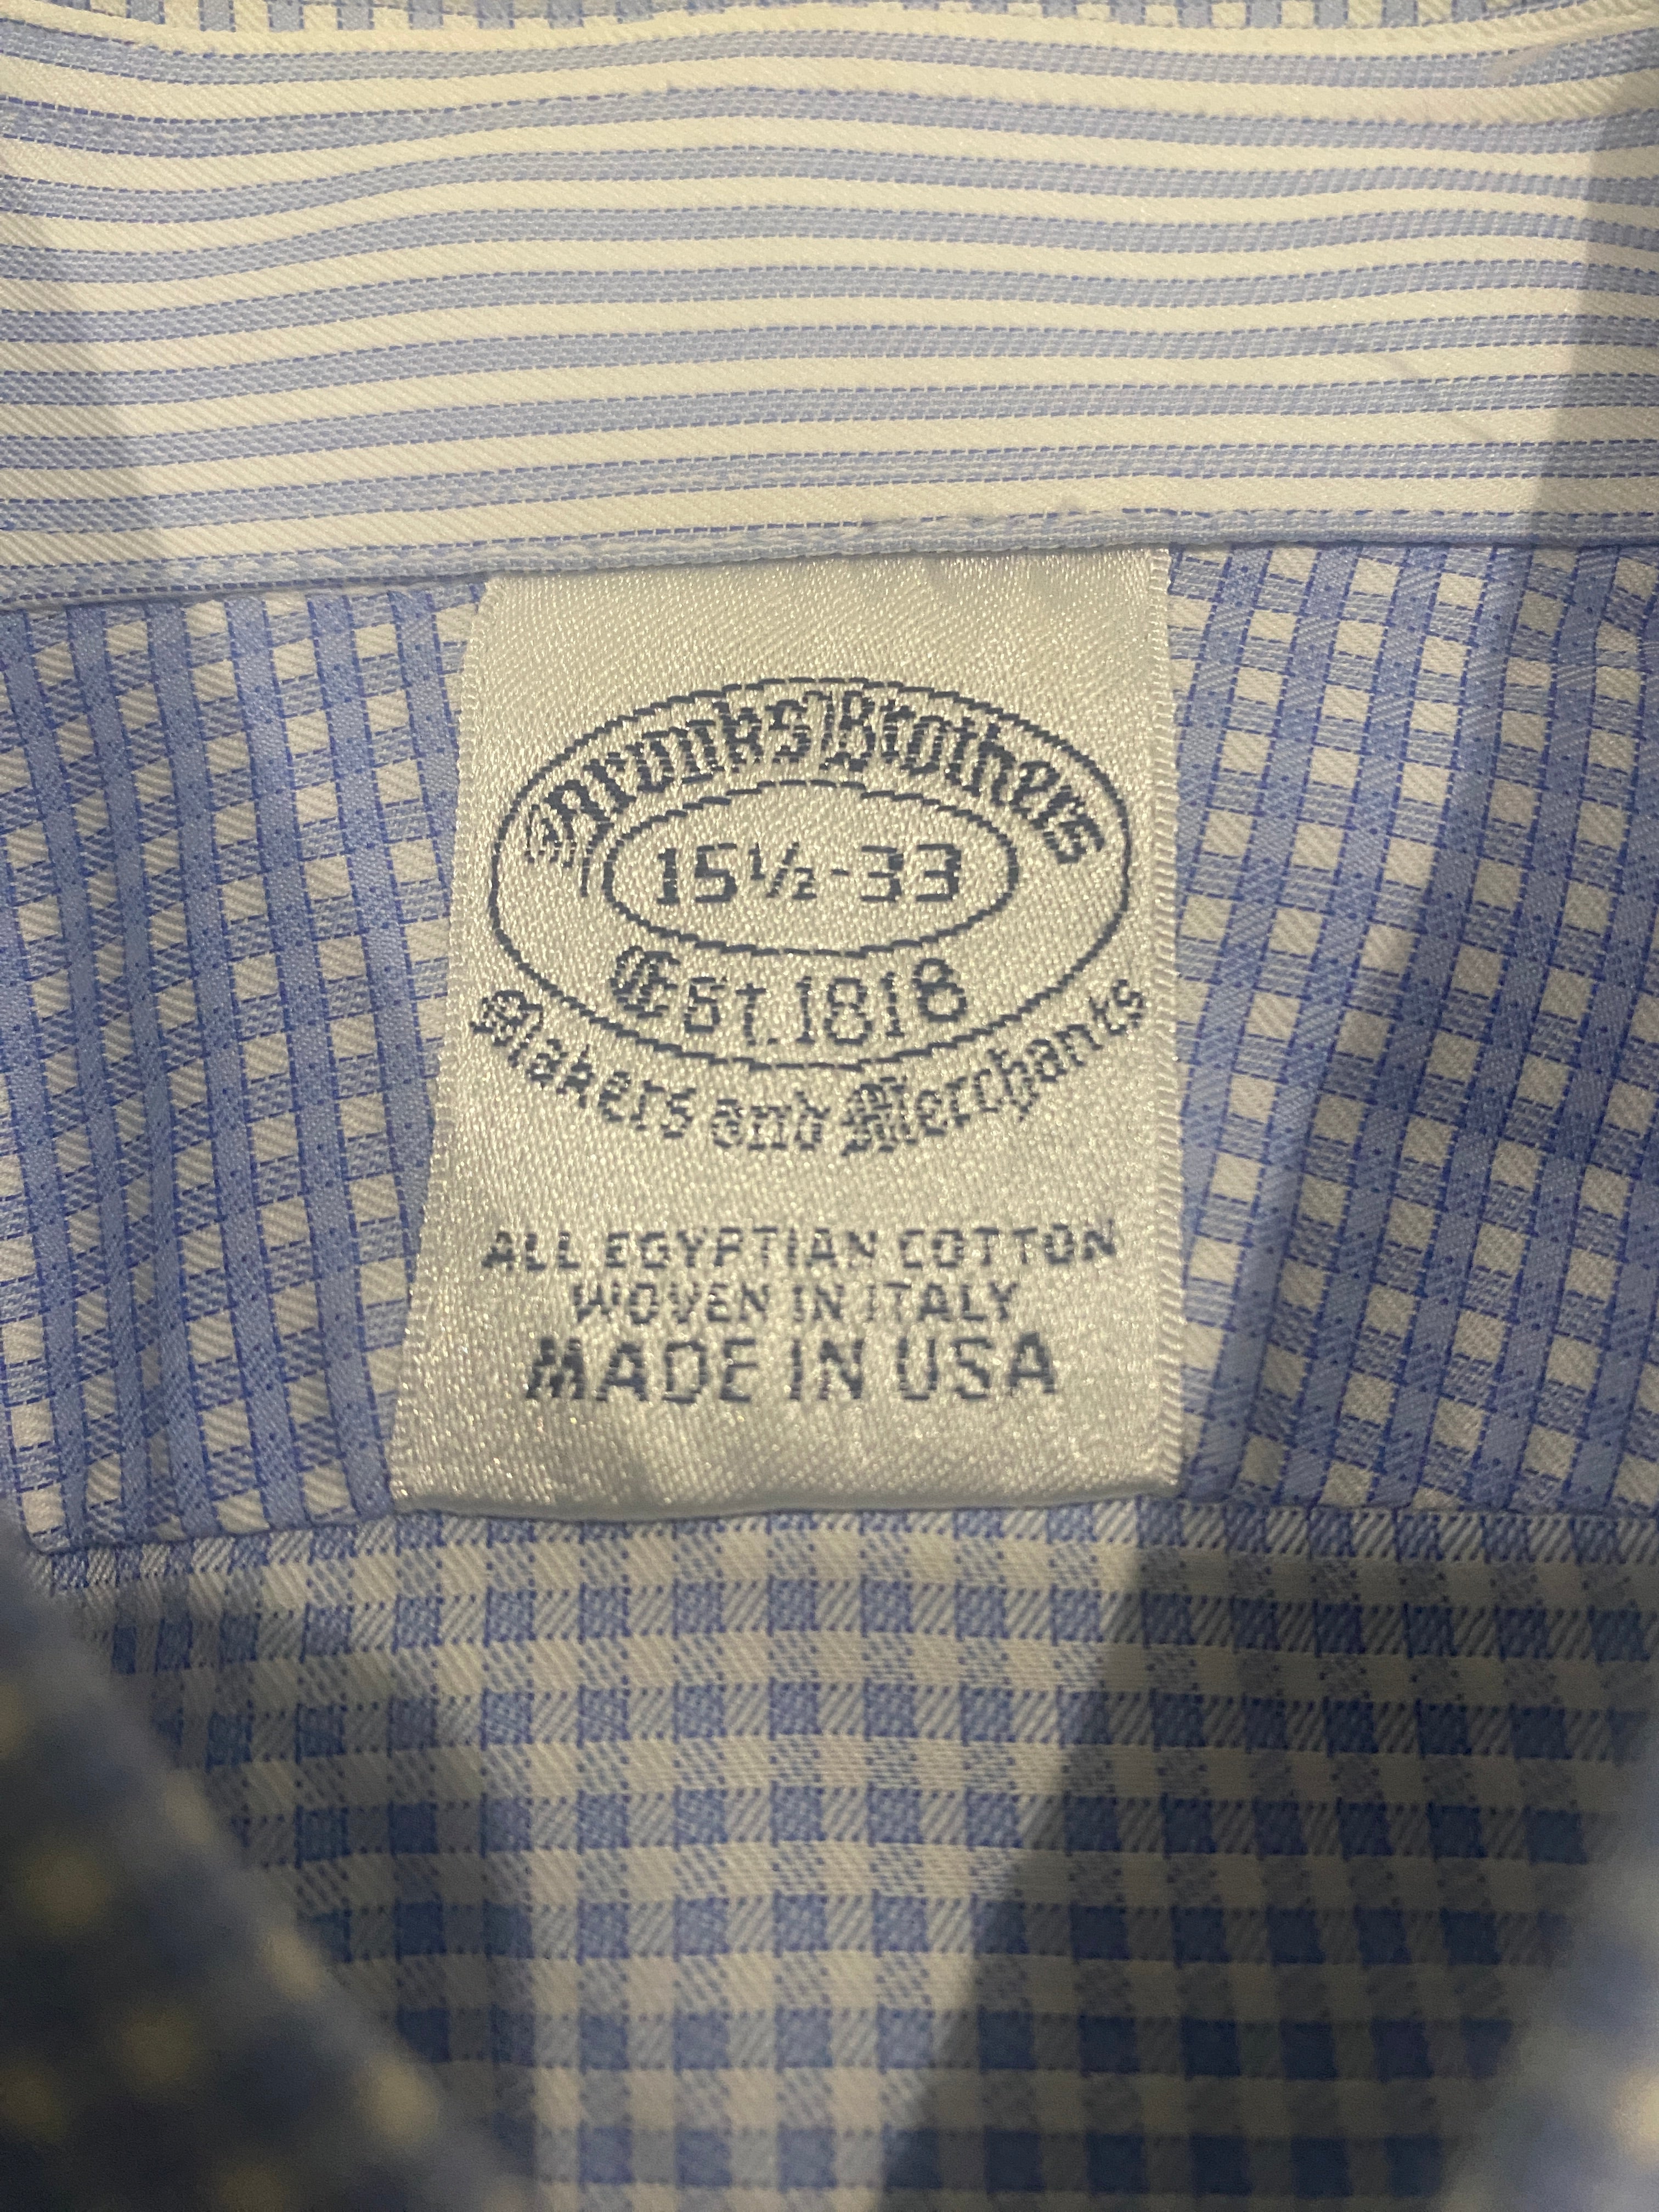 Brooks Brothers
15½-33
Est. 1818
Makers and Merchants
ALL EGYPTIAN COTTON
WOVEN IN ITALY
MADE IN USA